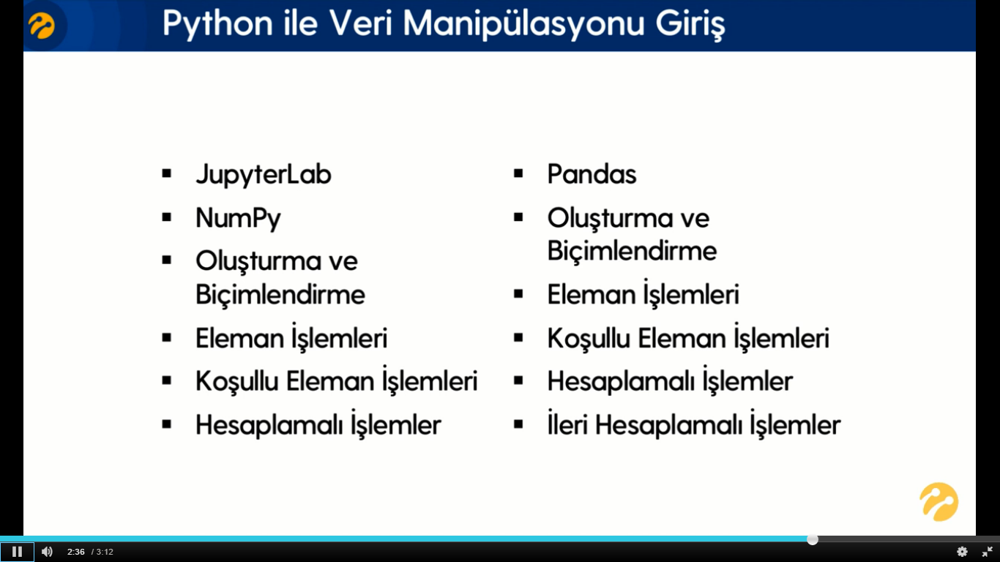 Python ile Veri Manipülasyonu Giriş
▪ JupyterLab
▪ NumPy
▪ Oluşturma ve
Biçimlendirme
▪ Eleman İşlemleri
▪ Koşullu Eleman İşlemleri
▪ Hesaplamalı İşlemler
▪ Pandas
▪ Oluşturma ve
Biçimlendirme
▪ Eleman İşlemleri
▪ Koşullu Eleman İşlemleri
▪ Hesaplamalı İşlemler
▪ İleri Hesaplamalı İşlemler
2:36 / 3:12